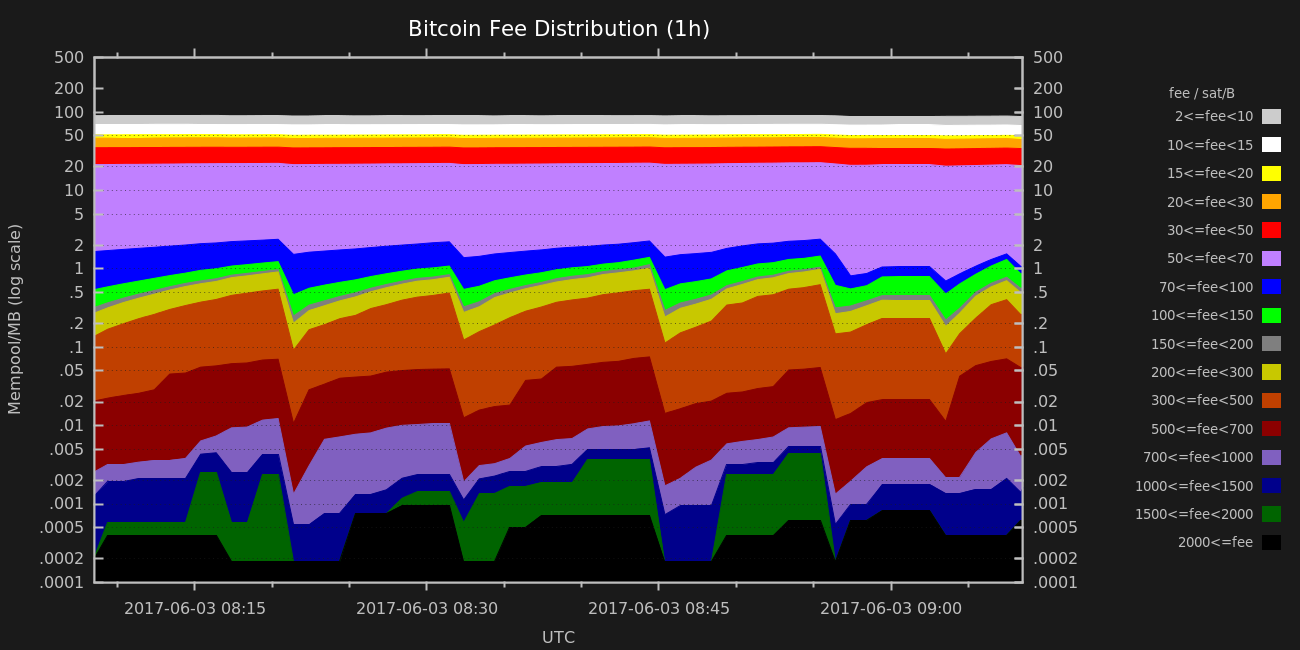 Bitcoin Fee Distribution (1h)
500 500
200 200
100 100
50 50
20 20
10 10
5 5
2 2
1 1
.5 .5
.2 .2
.1 .1
.05 .05
.02 .02
.01 .01
.005 .005
.002 .002
.001 .001
.0005 .0005
.0002 .0002
.0001 .0001
Mempool/MB (log scale)
2017-06-03 08:15 2017-06-03 08:30 2017-06-03 08:45 2017-06-03 09:00
UTC
fee / sat/B
2<=fee<10
10<=fee<15
15<=fee<20
20<=fee<30
30<=fee<50
50<=fee<70
70<=fee<100
100<=fee<150
150<=fee<200
200<=fee<300
300<=fee<500
500<=fee<700
700<=fee<1000
1000<=fee<1500
1500<=fee<2000
2000<=fee